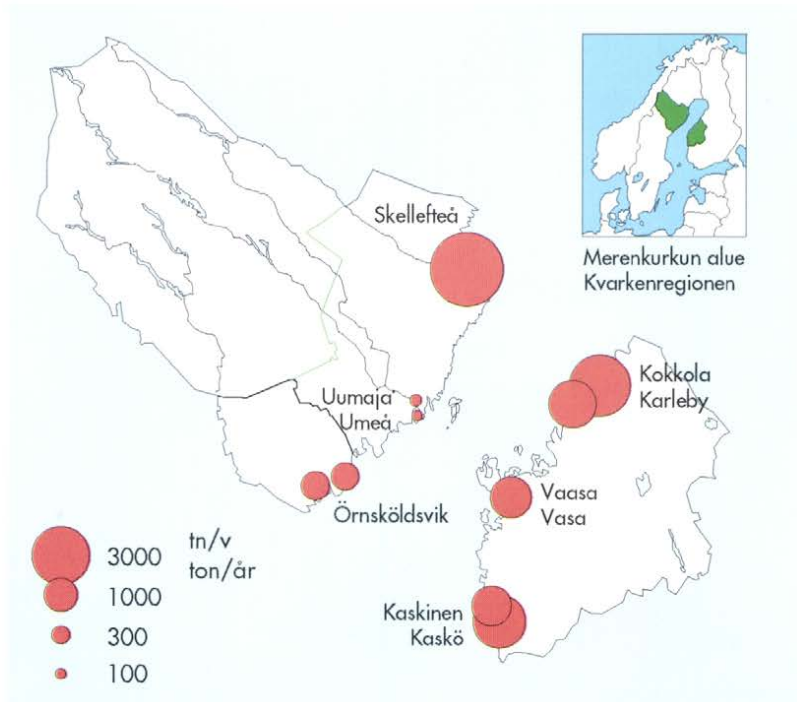 Skellefteå
Merenkurkun alue
Kvarkenregionen
Kokkola
Karleby
Uumaja
Umeå
Vaasa
Vasa
Örnsköldsvik
tn/v
ton/år
3000
1000
300
100
Kaskinen
Kaskö